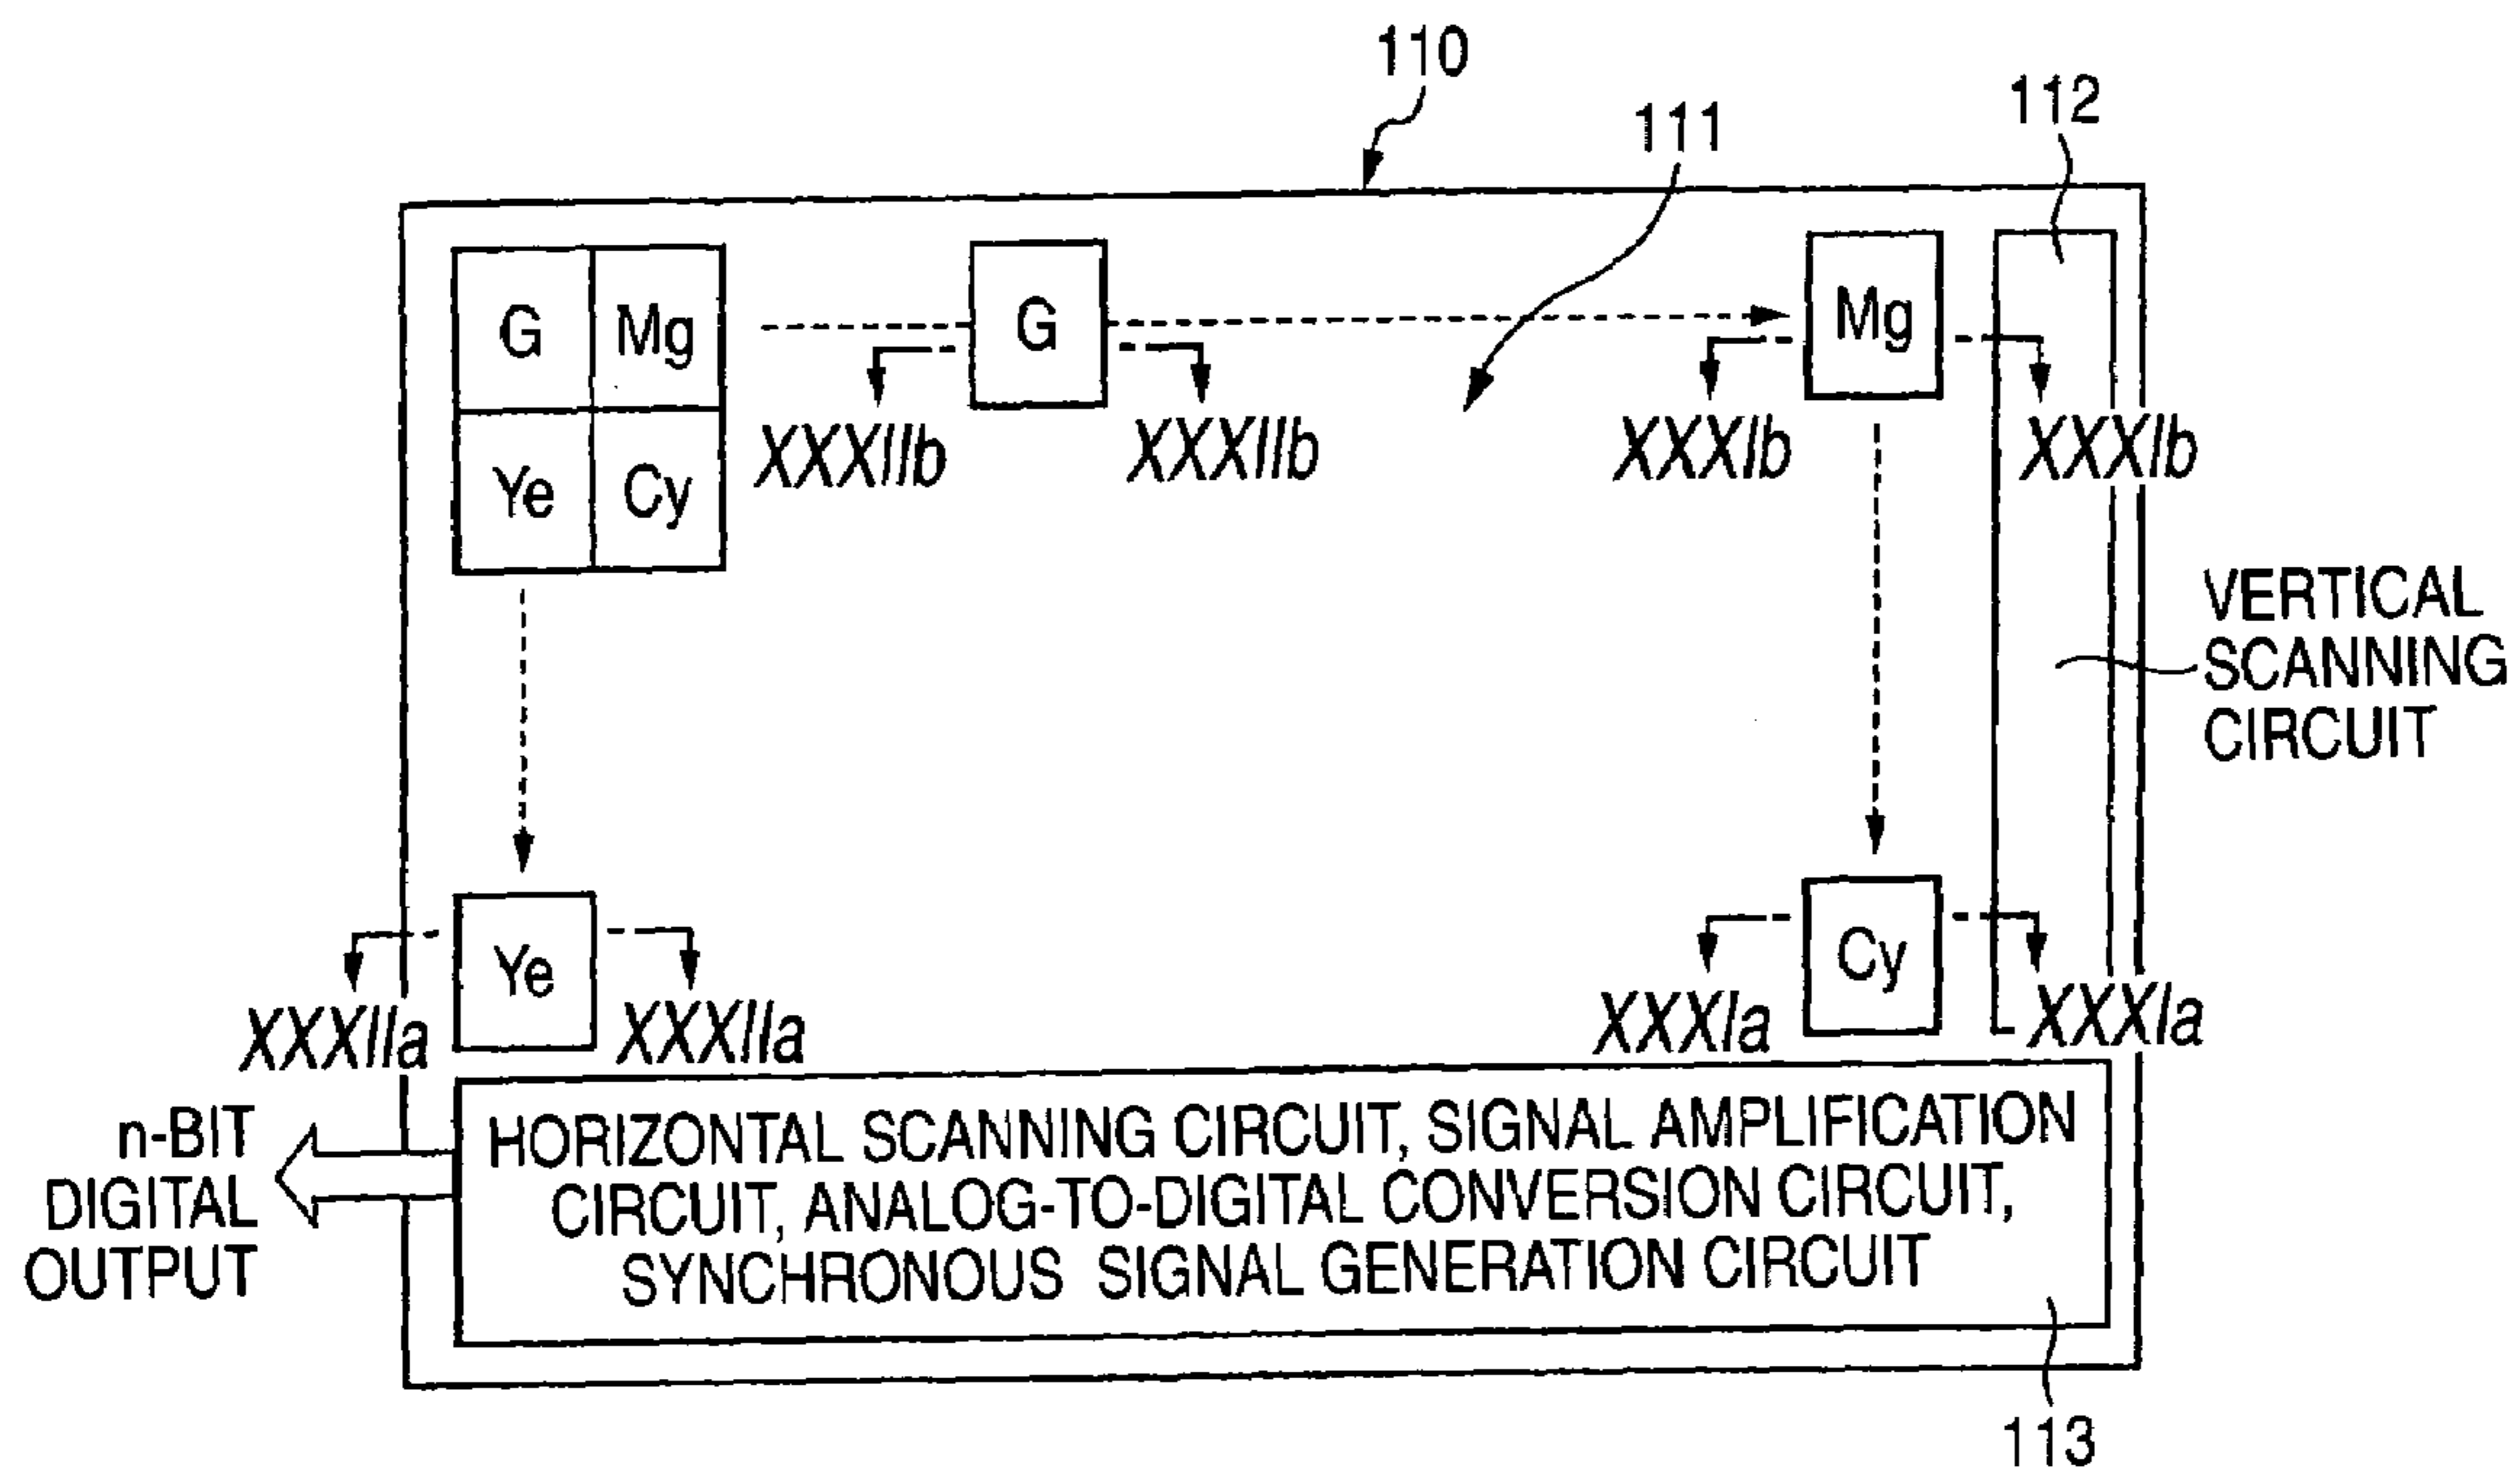 110
111
112
G Mg
G
Mg
Ye Cy
XXXIIb
XXXIIb
XXXIb
XXXIb
VERTICAL
SCANNING
CIRCUIT
Ye
Cy
XXXIIa
XXXIIa
XXXIa
XXXIa
n-BIT
DIGITAL
OUTPUT
HORIZONTAL SCANNING CIRCUIT, SIGNAL AMPLIFICATION
CIRCUIT, ANALOG-TO-DIGITAL CONVERSION CIRCUIT,
SYNCHRONOUS SIGNAL GENERATION CIRCUIT
113